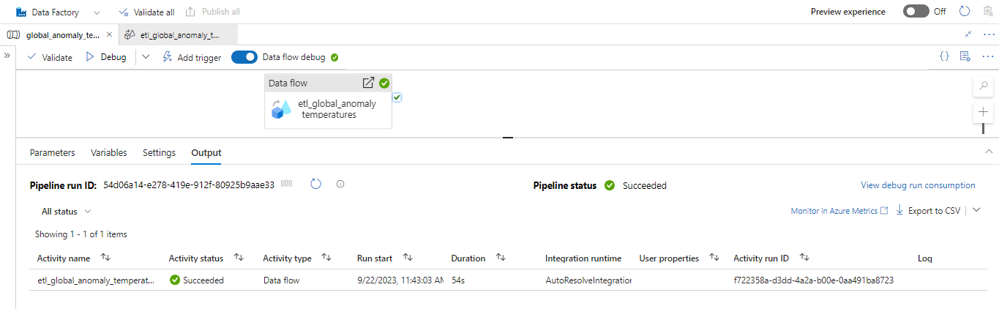 Data Factory Validate all Publish all Preview experience Off
global_anomaly_te... etl_global_anomaly_t...
Validate Debug Add trigger Data flow debug
Data flow
etl_global_anomaly
_temperatures
Parameters Variables Settings Output
Pipeline run ID: 54d06a14-e278-419e-912f-80925b9aae33 Pipeline status Succeeded View debug run consumption
All status Monitor in Azure Metrics Export to CSV
Showing 1 - 1 of 1 items
Activity name Activity status Activity type Run start Duration Integration runtime User properties Activity run ID Log
etl_global_anomaly_temperat... Succeeded Data flow 9/22/2023, 11:43:03 AM 54s AutoResolveIntegration f722358a-d3dd-4a2a-b00e-0aa491ba8723